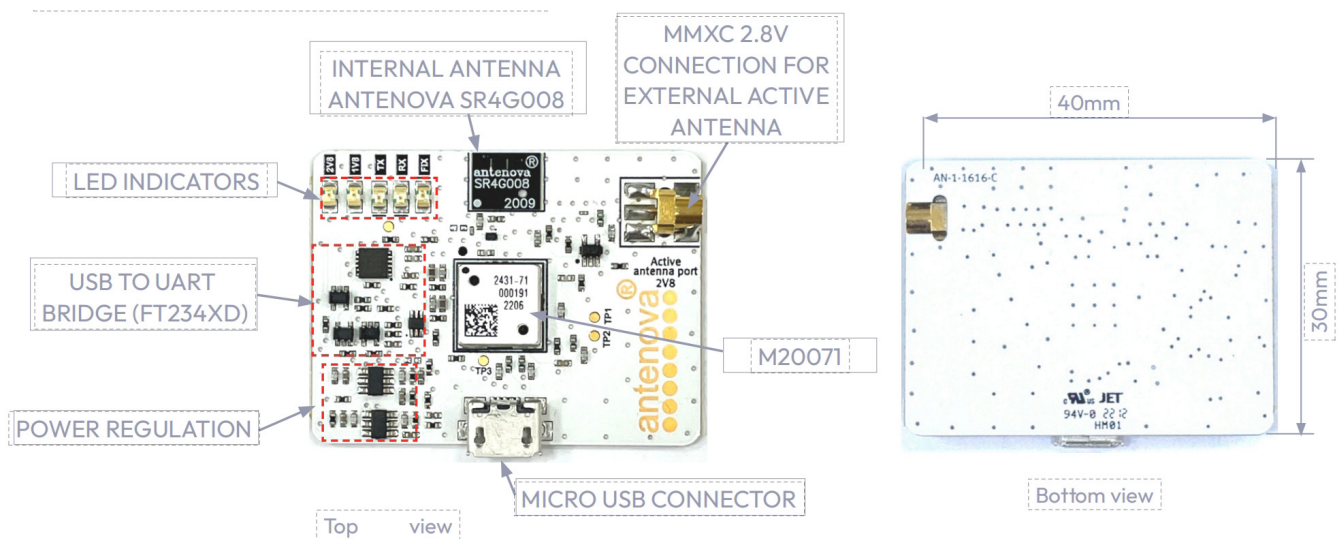 INTERNAL ANTENNA
ANTENOVA SR4G008
MMXC 2.8V
CONNECTION FOR
EXTERNAL ACTIVE
ANTENNA
LED INDICATORS
USB TO UART
BRIDGE (FT234XD)
POWER REGULATION
M20071
MICRO USB CONNECTOR
Top view
2V8
1V8
TX
RX
FIX
antenova®
SR4G008
2009
Active
antenna port
2V8
2431-71
000191
2206
TP1
TP2
TP3
antenova®
40mm
30mm
AN-1-1616-C
JET
94V-0 2212
HM01
Bottom view